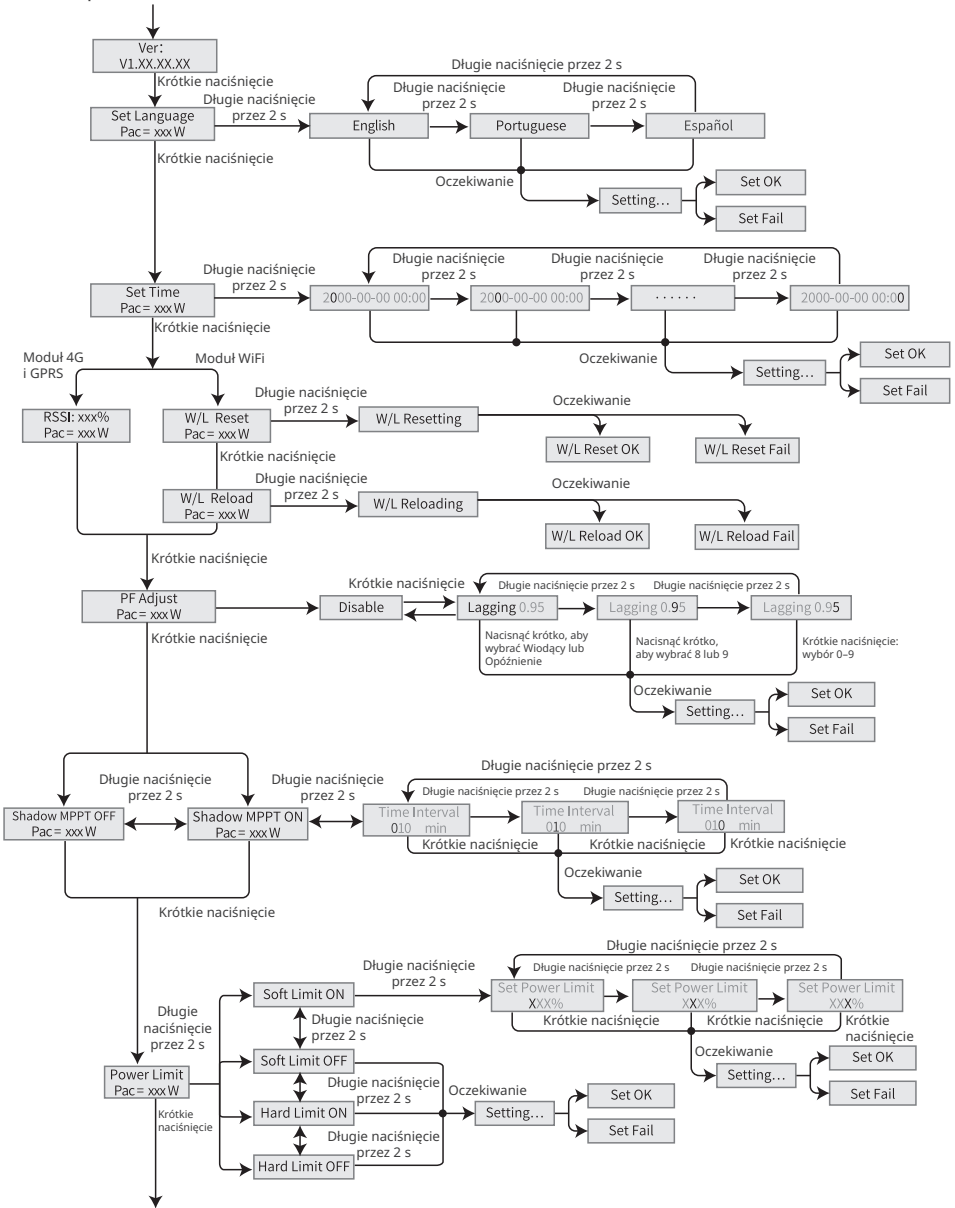 Ver:
V1.XX.XX.XX
Krótkie naciśnięcie
Set Language
Pac= xxx W
Długie naciśnięcie
przez 2 s
Długie naciśnięcie przez 2 s
Długie naciśnięcie
przez 2 s
Długie naciśnięcie
przez 2 s
English
Portuguese
Español
Krótkie naciśnięcie
Oczekiwanie
Setting...
Set OK
Set Fail
Set Time
Pac= xxx W
Długie naciśnięcie
przez 2 s
Długie naciśnięcie
przez 2 s
Długie naciśnięcie
przez 2 s
Długie naciśnięcie
przez 2 s
2000-00-00 00:00
2000-00-00 00:00
......
2000-00-00 00:00
Krótkie naciśnięcie
Oczekiwanie
Setting...
Set OK
Set Fail
Moduł 4G
i GPRS
Moduł WiFi
RSSI: xxx%
Pac= xxx W
W/L Reset
Pac= xxx W
Długie naciśnięcie
przez 2 s
W/L Resetting
Oczekiwanie
W/L Reset OK
W/L Reset Fail
Krótkie naciśnięcie
W/L Reload
Pac= xxx W
Długie naciśnięcie
przez 2 s
W/L Reloading
Oczekiwanie
W/L Reload OK
W/L Reload Fail
Krótkie naciśnięcie
PF Adjust
Pac= xxx W
Disable
Krótkie naciśnięcie
Długie naciśnięcie przez 2 s
Długie naciśnięcie przez 2 s
Lagging 0.95
Lagging 0.95
Lagging 0.95
Krótkie naciśnięcie
Nacisnąć krótko, aby
wybrać Wiodący lub
Opóźnienie
Nacisnąć krótko,
aby wybrać 8 lub 9
Krótkie naciśnięcie:
wybór 0–9
Oczekiwanie
Setting...
Set OK
Set Fail
Długie naciśnięcie
przez 2 s
Długie naciśnięcie
przez 2 s
Długie naciśnięcie przez 2 s
Długie naciśnięcie przez 2 s
Długie naciśnięcie przez 2 s
Shadow MPPT OFF
Pac= xxx W
Shadow MPPT ON
Pac= xxx W
Time Interval
010 min
Time Interval
010 min
Time Interval
010 min
Krótkie naciśnięcie
Krótkie naciśnięcie
Krótkie naciśnięcie
Oczekiwanie
Setting...
Set OK
Set Fail
Krótkie naciśnięcie
Długie
naciśnięcie
przez 2 s
Power Limit
Pac= xxx W
Krótkie
naciśnięcie
Soft Limit ON
Długie naciśnięcie
przez 2 s
Soft Limit OFF
Długie naciśnięcie
przez 2 s
Hard Limit ON
Długie naciśnięcie
przez 2 s
Hard Limit OFF
Długie naciśnięcie
przez 2 s
Oczekiwanie
Setting...
Set OK
Set Fail
Długie naciśnięcie przez 2 s
Długie naciśnięcie przez 2 s
Długie naciśnięcie przez 2 s
Set Power Limit
XXX%
Set Power Limit
XXX%
Set Power Limit
XXX%
Krótkie naciśnięcie
Krótkie naciśnięcie
Krótkie
naciśnięcie
Oczekiwanie
Setting...
Set OK
Set Fail